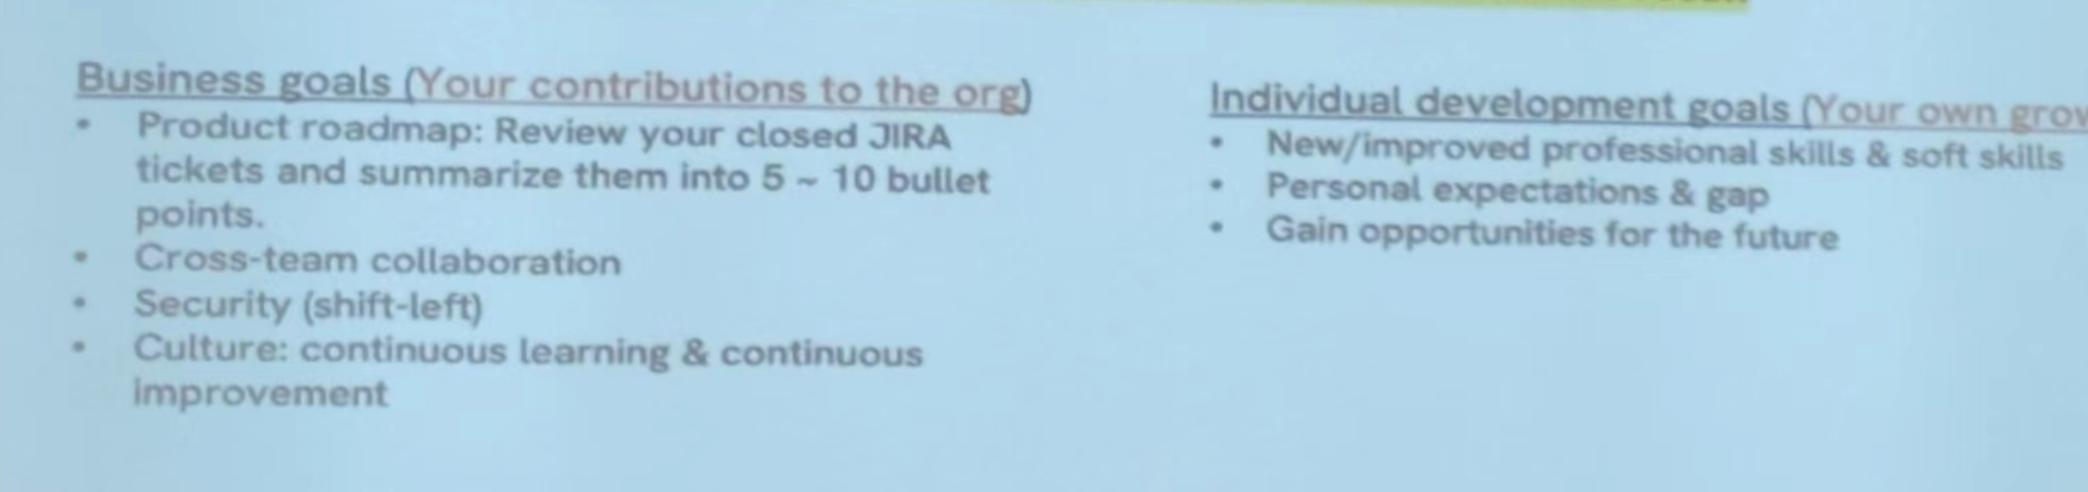 Business goals (Your contributions to the org)
• Product roadmap: Review your closed JIRA
tickets and summarize them into 5 ~ 10 bullet
points.
• Cross-team collaboration
• Security (shift-left)
• Culture: continuous learning & continuous
improvement
Individual development goals (Your own
• New/improved professional skills & soft skills
• Personal expectations & gap
• Gain opportunities for the future